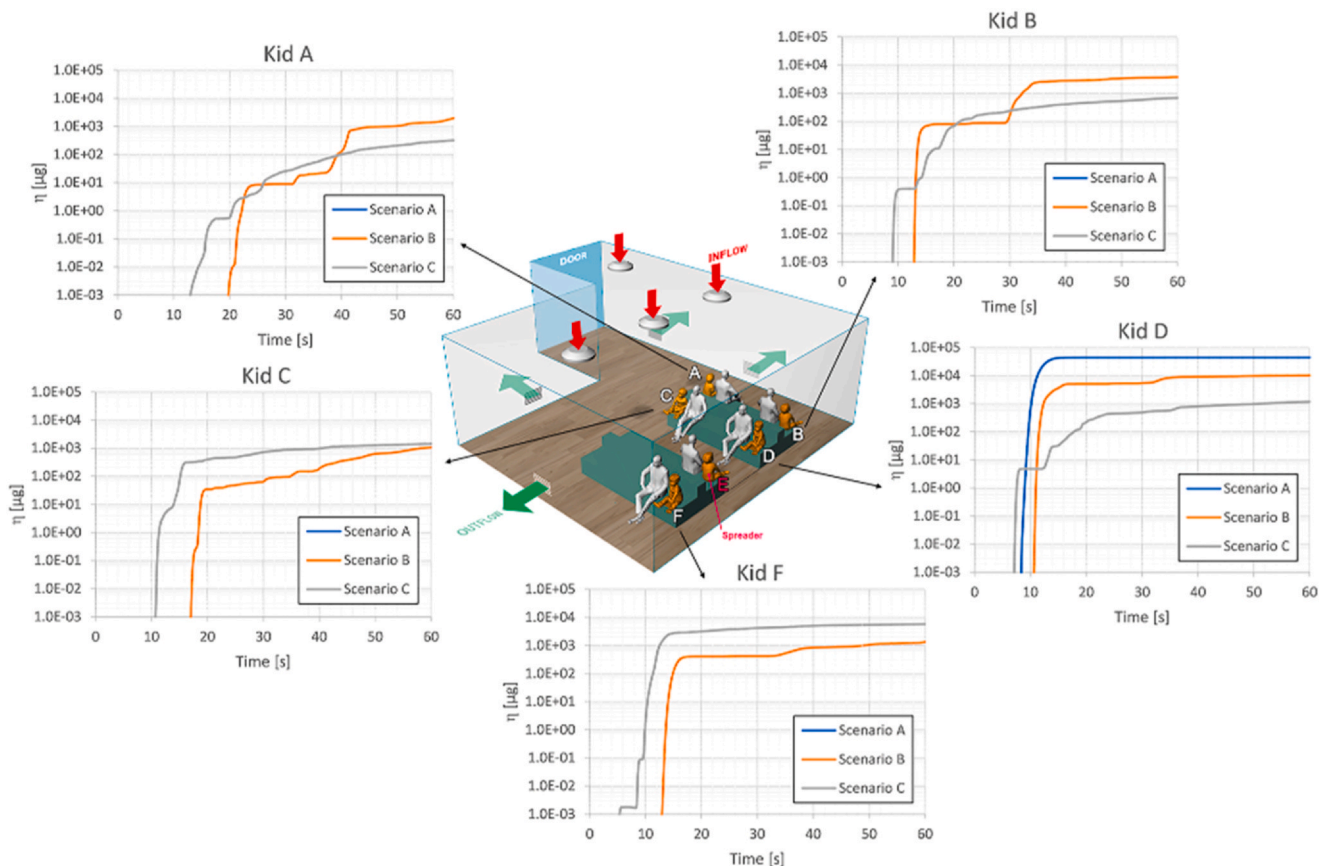 Kid A
1.0E+05
1.0E+04
1.0E+03
1.0E+02
1.0E+01
1.0E+00
1.0E-01
1.0E-02
1.0E-03
η [µg]
0 10 20 30 40 50 60
Time [s]
Scenario A
Scenario B
Scenario C
Kid B
1.0E+05
1.0E+04
1.0E+03
1.0E+02
1.0E+01
1.0E+00
1.0E-01
1.0E-02
1.0E-03
η [µg]
0 10 20 30 40 50 60
Time [s]
Scenario A
Scenario B
Scenario C
DOOR
INFLOW
A
C
B
D
E
F
Spreader
OUTFLOW
Kid C
1.0E+05
1.0E+04
1.0E+03
1.0E+02
1.0E+01
1.0E+00
1.0E-01
1.0E-02
1.0E-03
η [µg]
0 10 20 30 40 50 60
Time [s]
Scenario A
Scenario B
Scenario C
Kid D
1.0E+05
1.0E+04
1.0E+03
1.0E+02
1.0E+01
1.0E+00
1.0E-01
1.0E-02
1.0E-03
η [µg]
0 10 20 30 40 50 60
Time [s]
Scenario A
Scenario B
Scenario C
Kid F
1.0E+05
1.0E+04
1.0E+03
1.0E+02
1.0E+01
1.0E+00
1.0E-01
1.0E-02
1.0E-03
η [µg]
0 10 20 30 40 50 60
Time [s]
Scenario A
Scenario B
Scenario C